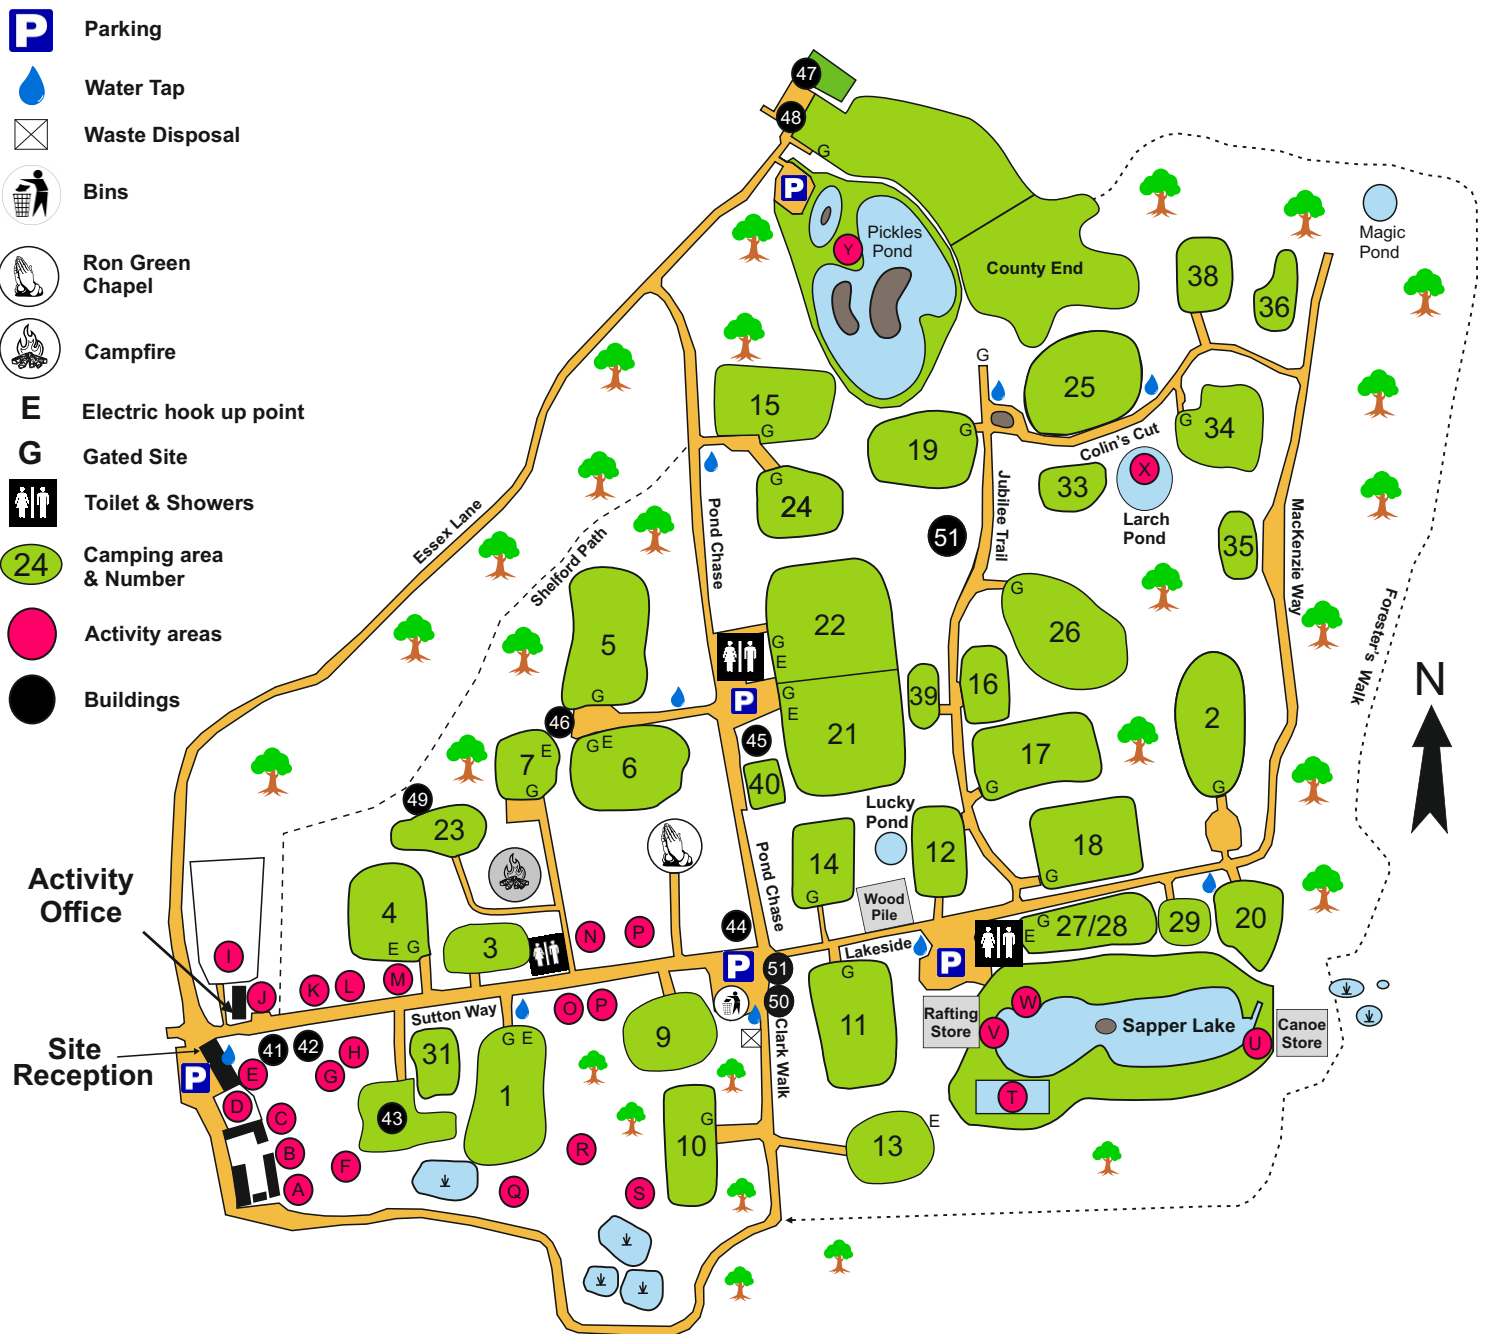 P
Parking
Water Tap
Waste Disposal
Bins
Ron Green
Chapel
Campfire
E
Electric hook up point
G
Gated Site
Toilet & Showers
24
Camping area
& Number
Activity areas
Buildings
47
48
G
P
Pickles
Pond
Y
County End
Magic
Pond
38
36
G
25
15
G
19
G
Colin's Cut
G
34
33
X
Larch
Pond
24
G
Essex Lane
Shelford Path
Pond Chase
Jubilee Trail
51
35
MacKenzie Way
Forester's Walk
N
5
G
22
G
E
G
E
21
P
45
40
46
G E
6
7
E
G
39
16
G
26
17
G
2
G
49
23
Lucky
Pond
14
G
12
18
G
Wood
Pile
Pond Chase
Activity
Office
4
E G
3
N
P
44
P
51
50
Lakeside
P
E
G
27/28
29
20
I
J
K
L
M
Sutton Way
O
P
9
11
G
Clark Walk
Rafting
Store
W
V
Sapper Lake
U
Canoe
Store
T
Site
Reception
P
41
42
H
G
E
D
C
B
A
F
31
43
1
G E
R
Q
S
10
G
13
E